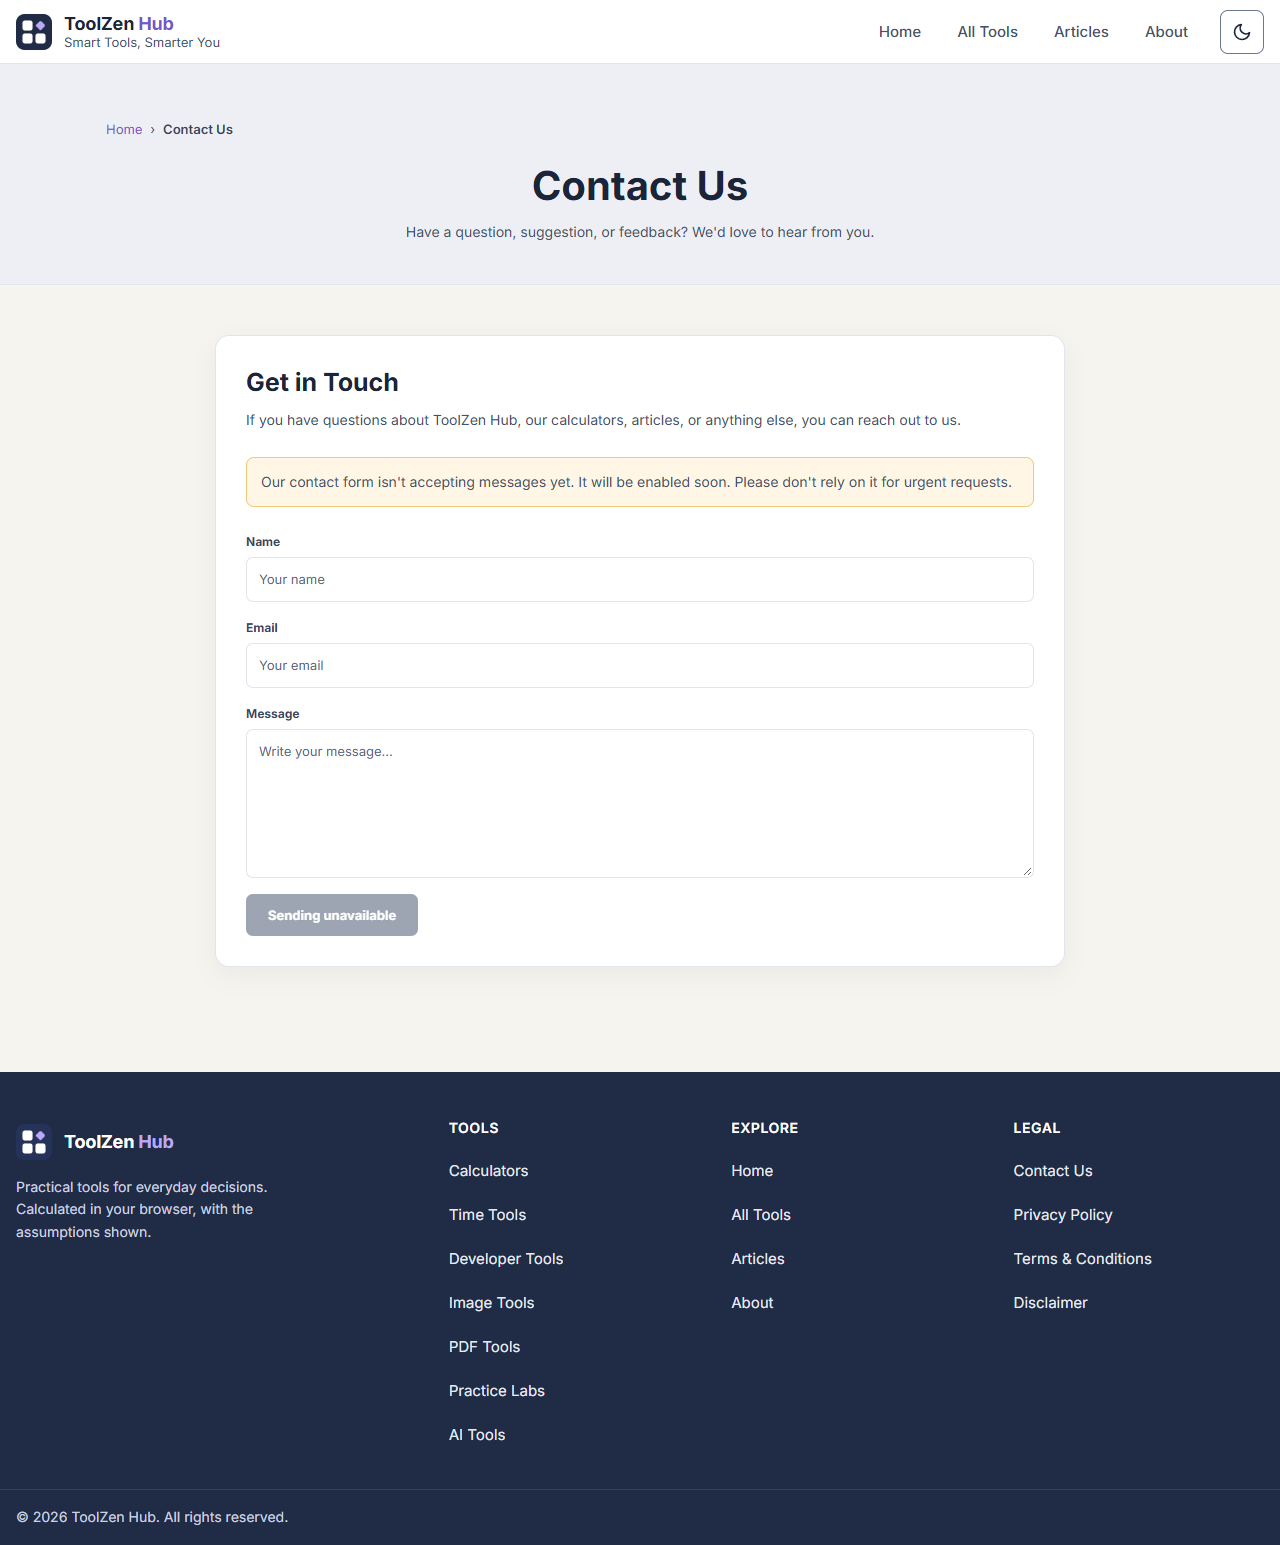 ToolZen Hub
Smart Tools, Smarter You
Home
All Tools
Articles
About
Home › Contact Us
Contact Us
Have a question, suggestion, or feedback? We'd love to hear from you.
Get in Touch
If you have questions about ToolZen Hub, our calculators, articles, or anything else, you can reach out to us.
Our contact form isn't accepting messages yet. It will be enabled soon. Please don't rely on it for urgent requests.
Name
Your name
Email
Your email
Message
Write your message...
Sending unavailable
ToolZen Hub
Practical tools for everyday decisions.
Calculated in your browser, with the
assumptions shown.
TOOLS
Calculators
Time Tools
Developer Tools
Image Tools
PDF Tools
Practice Labs
AI Tools
EXPLORE
Home
All Tools
Articles
About
LEGAL
Contact Us
Privacy Policy
Terms & Conditions
Disclaimer
© 2026 ToolZen Hub. All rights reserved.